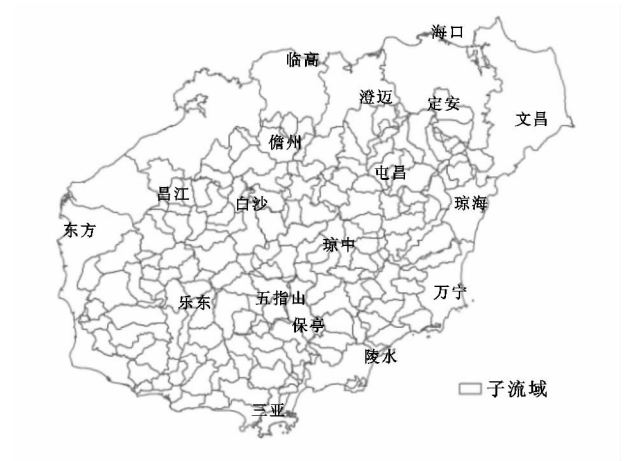 海口
临高
澄迈
定安
文昌
儋州
屯昌
昌江
白沙
琼海
东方
琼中
万宁
乐东
五指山
保亭
陵水
子流域
三亚